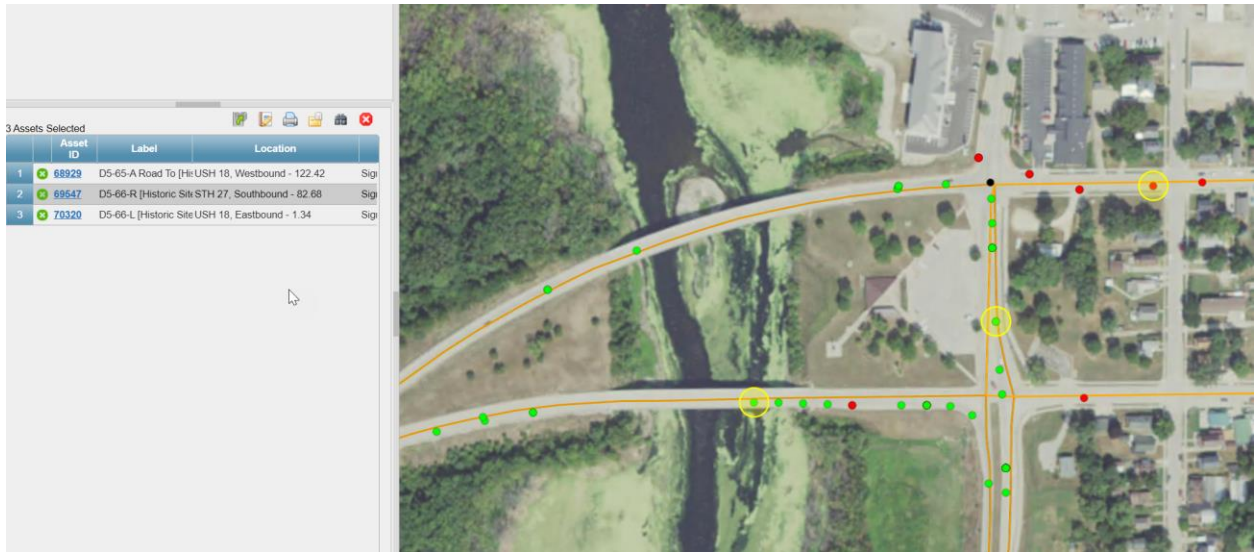 3 Assets Selected
Asset ID Label Location
1 68929 D5-65-A Road To [His USH 18, Westbound - 122.42 Sig
2 69547 D5-66-R [Historic Site STH 27, Southbound - 82.68 Sig
3 70320 D5-66-L [Historic Site USH 18, Eastbound - 1.34 Sig